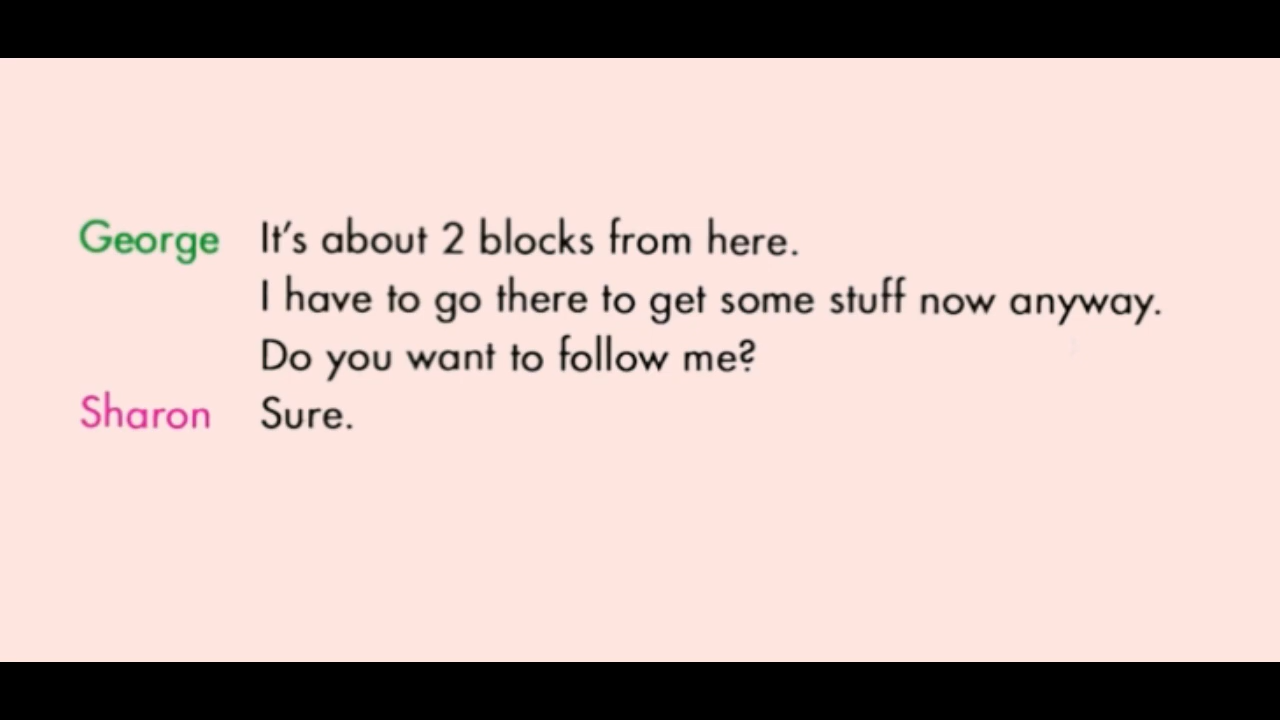 George It's about 2 blocks from here.
I have to go there to get some stuff now anyway.
Do you want to follow me?
Sharon Sure.